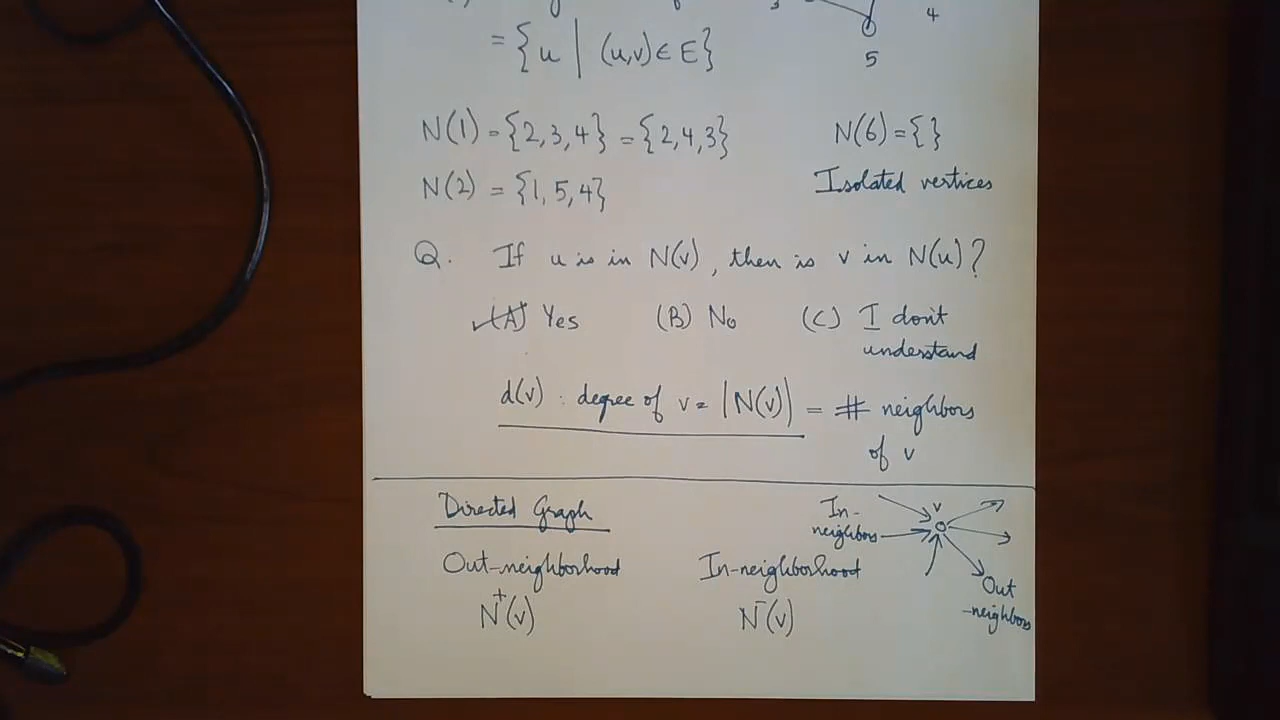 3
4
= {u | (u,v) ∈ E}
5
N(1) = {2,3,4} = {2,4,3}
N(6) = { }
N(2) = {1,5,4}
Isolated vertices
Q. If u is in N(v), then is v in N(u)?
(A) Yes (B) No (C) I don't
understand
d(v) : degree of v = |N(v)| = # neighbors
of v
Directed Graph
In-
neighbors
v
Out-neighborhood
In-neighborhood
Out
-neighbors
N⁺(v)
N⁻(v)